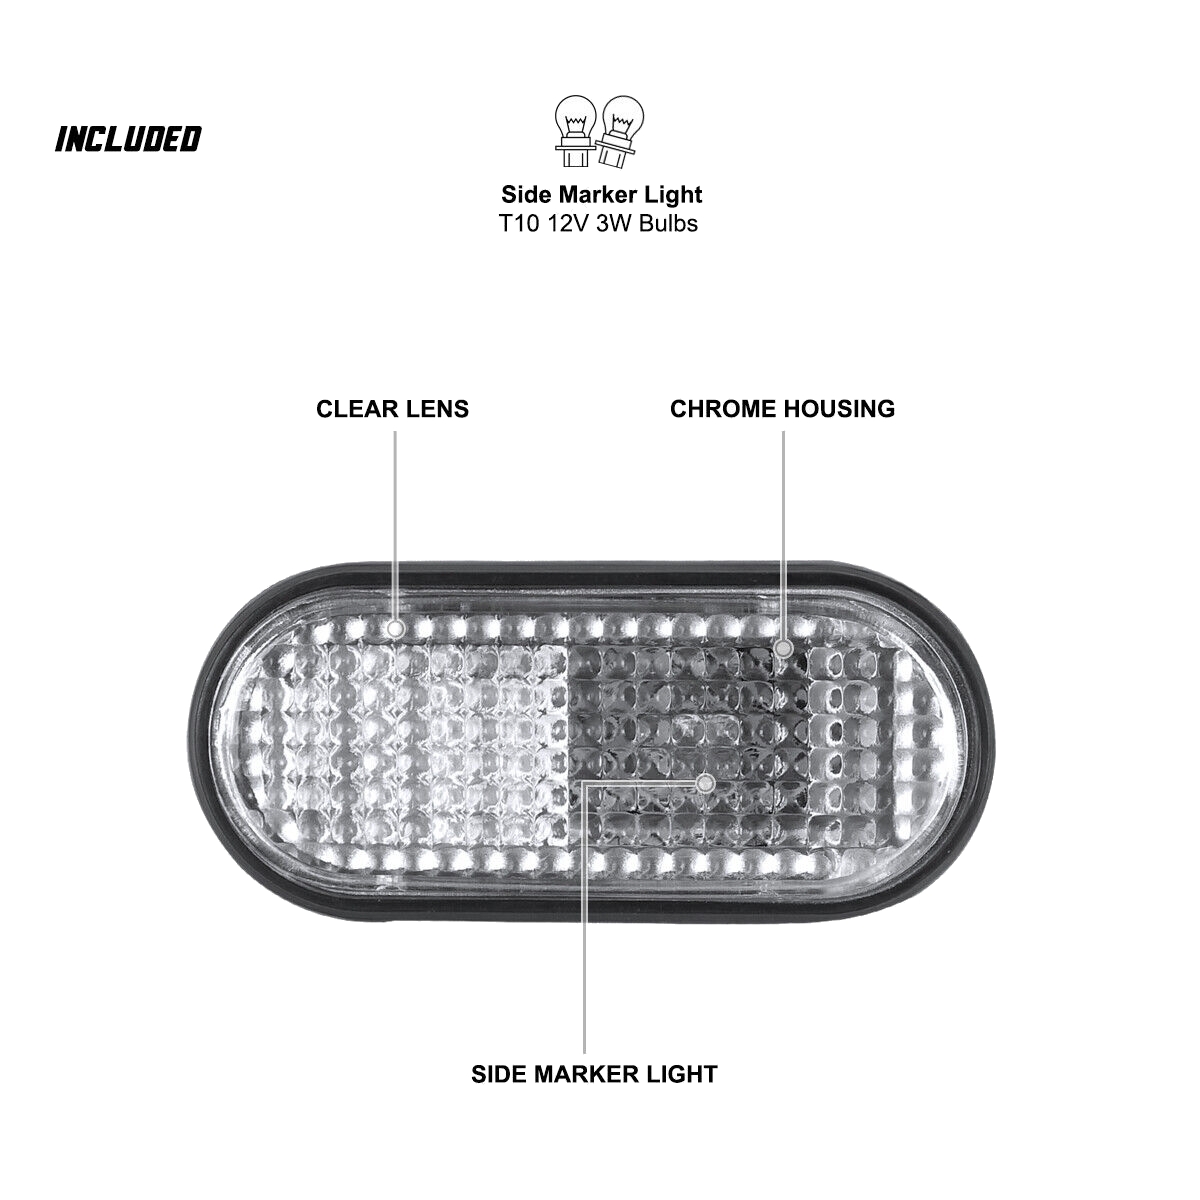 INCLUDED
Side Marker Light
T10 12V 3W Bulbs
CLEAR LENS
CHROME HOUSING
SIDE MARKER LIGHT